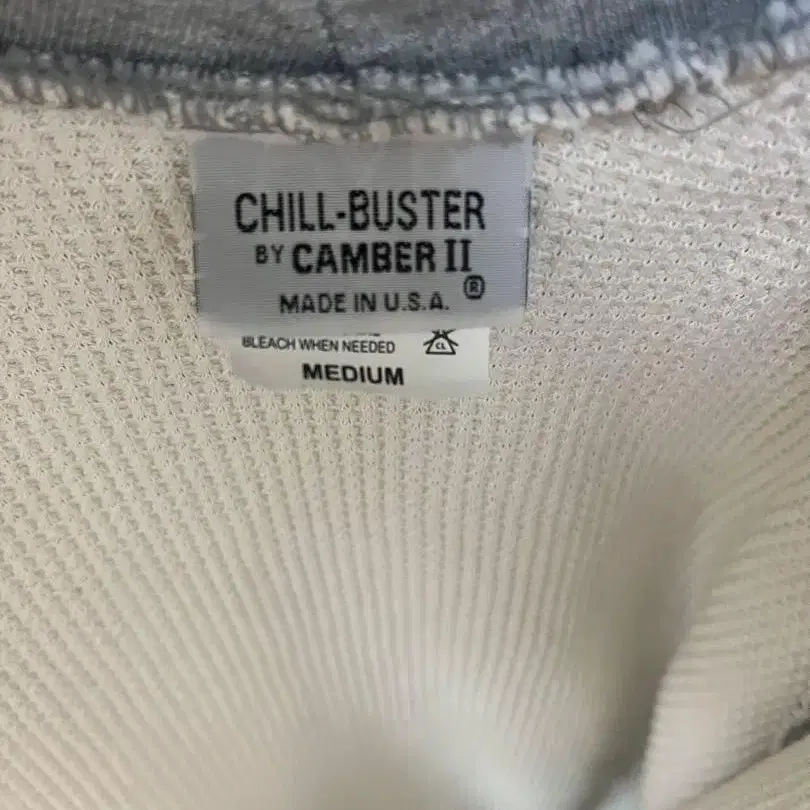 CHILL-BUSTER
BY CAMBER II
®
MADE IN U.S.A.
BLEACH WHEN NEEDED
CL
MEDIUM